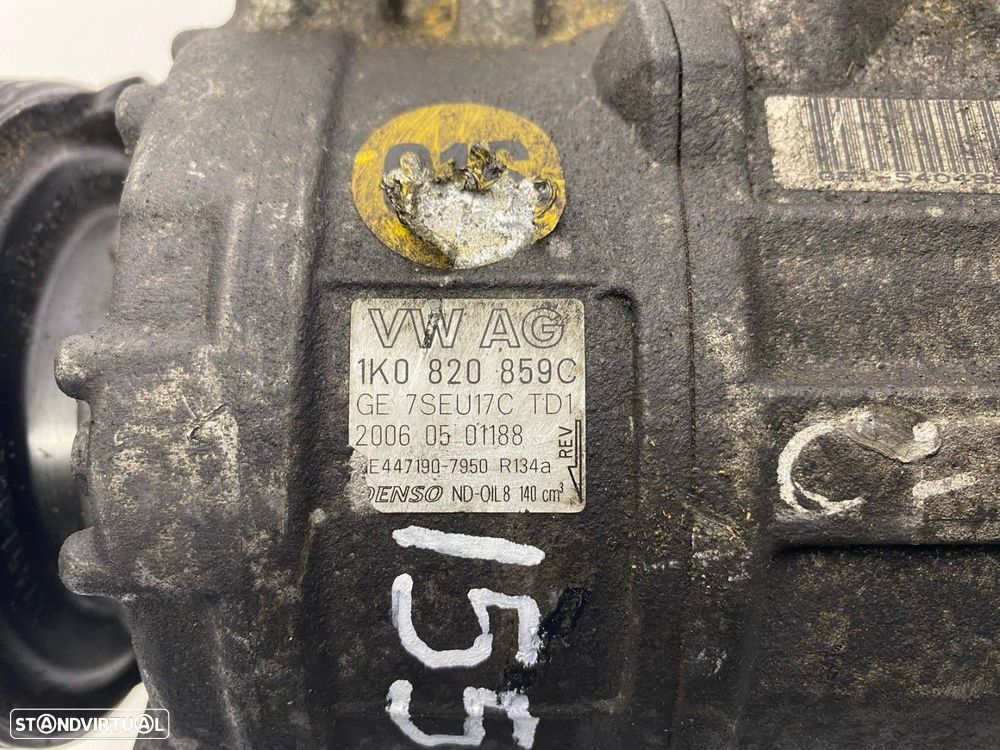 VW AG
1K0 820 859C
GE 7SEU17C TD1
2006 05 01188
E447190-7950 R134a
REV
DENSO ND-OIL8 140 cm³
155
STANDVIRTUAL